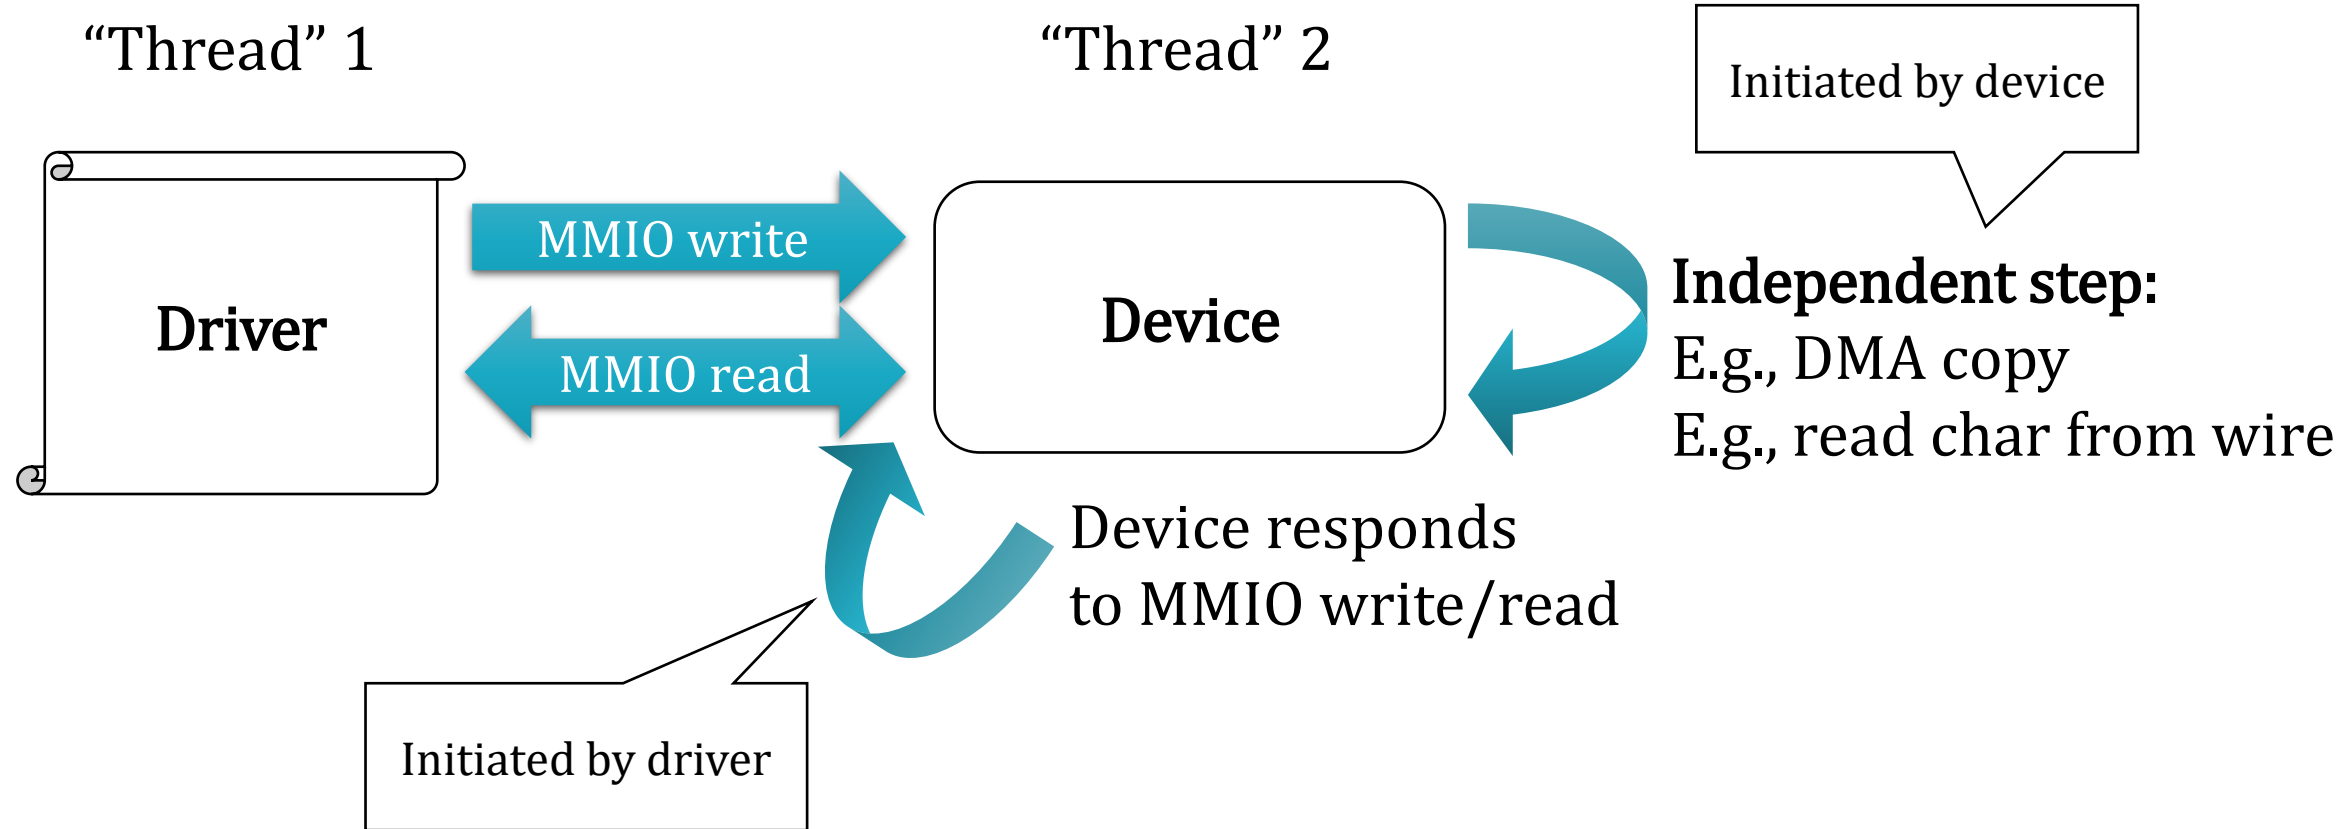 “Thread” 1
“Thread” 2
Initiated by device
Driver
MMIO write
MMIO read
Device
Independent step:
E.g., DMA copy
E.g., read char from wire
Device responds
to MMIO write/read
Initiated by driver